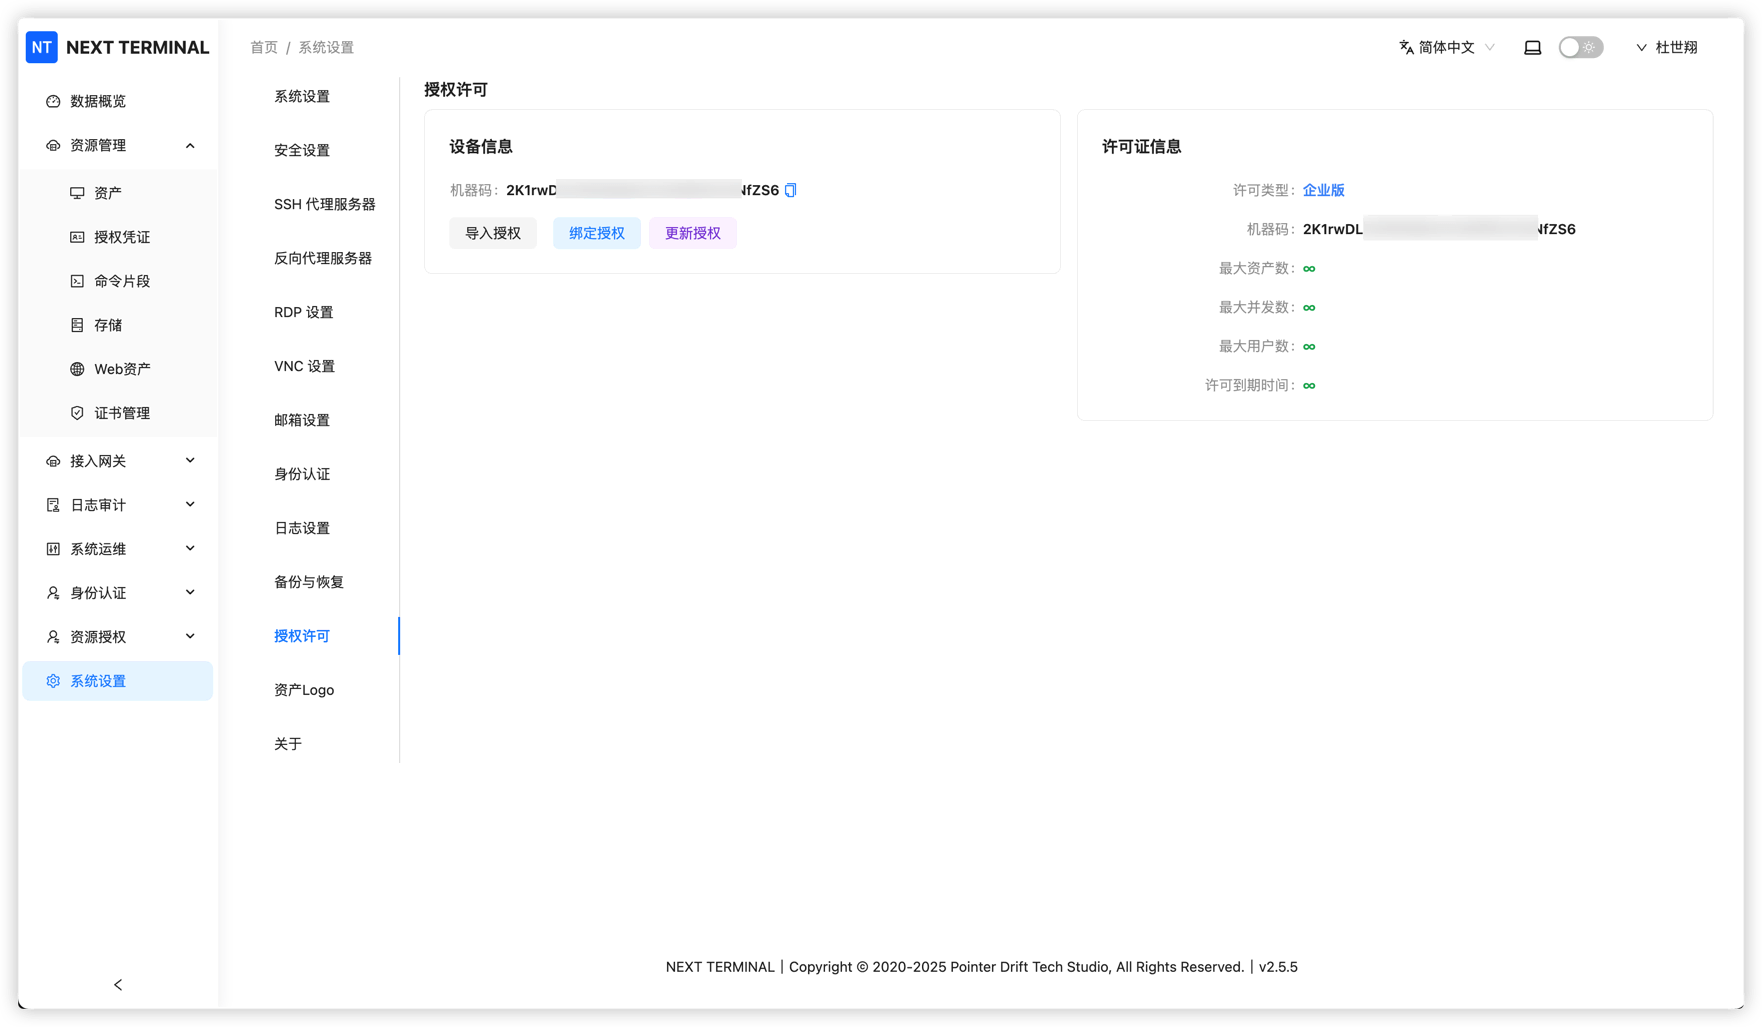 NT NEXT TERMINAL
首页 / 系统设置
简体中文
杜世翔
数据概览
资源管理
资产
授权凭证
命令片段
存储
Web资产
证书管理
接入网关
日志审计
系统运维
身份认证
资源授权
系统设置
系统设置
安全设置
SSH 代理服务器
反向代理服务器
RDP 设置
VNC 设置
邮箱设置
身份认证
日志设置
备份与恢复
授权许可
资产Logo
关于
授权许可
设备信息
机器码: 2K1rwD NfZS6
导入授权 绑定授权 更新授权
许可证信息
许可类型: 企业版
机器码: 2K1rwDL NfZS6
最大资产数: ∞
最大并发数: ∞
最大用户数: ∞
许可到期时间: ∞
NEXT TERMINAL | Copyright © 2020-2025 Pointer Drift Tech Studio, All Rights Reserved. | v2.5.5